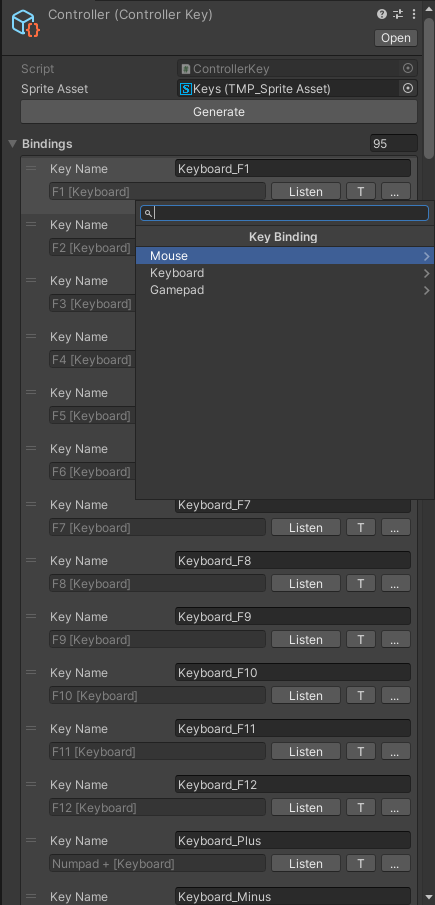 Controller (Controller Key)
Open
Script
ControllerKey
Sprite Asset
Keys (TMP_Sprite Asset)
Generate
Bindings
95
Key Name
Keyboard_F1
F1 [Keyboard]
Listen
T
...
Key Name
F2 [Keyboard]
Key Binding
Mouse
Keyboard
Gamepad
Key Name
F3 [Keyboard]
Key Name
F4 [Keyboard]
Key Name
F5 [Keyboard]
Key Name
F6 [Keyboard]
Key Name
Keyboard_F7
F7 [Keyboard]
Listen
T
...
Key Name
Keyboard_F8
F8 [Keyboard]
Listen
T
...
Key Name
Keyboard_F9
F9 [Keyboard]
Listen
T
...
Key Name
Keyboard_F10
F10 [Keyboard]
Listen
T
...
Key Name
Keyboard_F11
F11 [Keyboard]
Listen
T
...
Key Name
Keyboard_F12
F12 [Keyboard]
Listen
T
...
Key Name
Keyboard_Plus
Numpad + [Keyboard]
Listen
T
...
Key Name
Keyboard_Minus